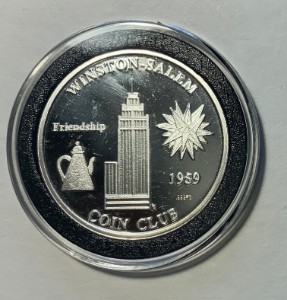 WINSTON-SALEM
Friendship
1959
COIN CLUB